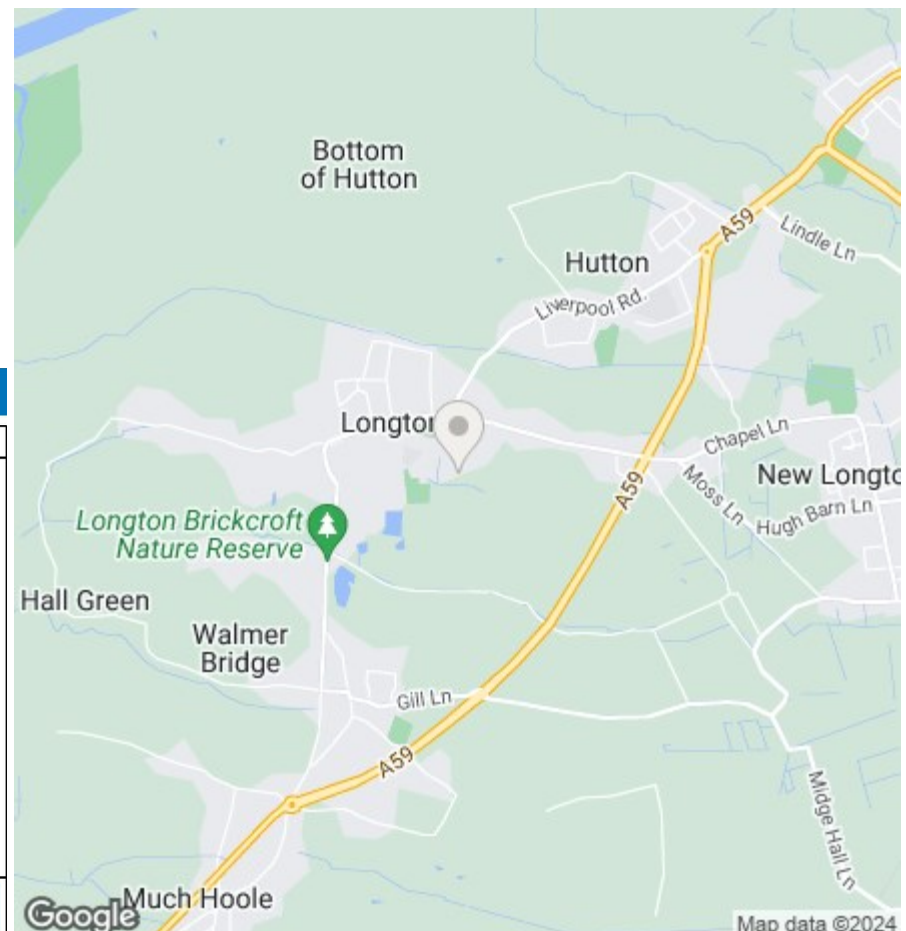 Bottom
of Hutton
A59
Lindle Ln
Hutton
Liverpool Rd.
Longton
Chapel Ln
A59
Moss Ln
New Longto
Hugh Barn Ln
Longton Brickcroft
Nature Reserve
Hall Green
Walmer
Bridge
Gill Ln
A59
Midge Hall Ln
Much Hoole
Google
Map data ©2024